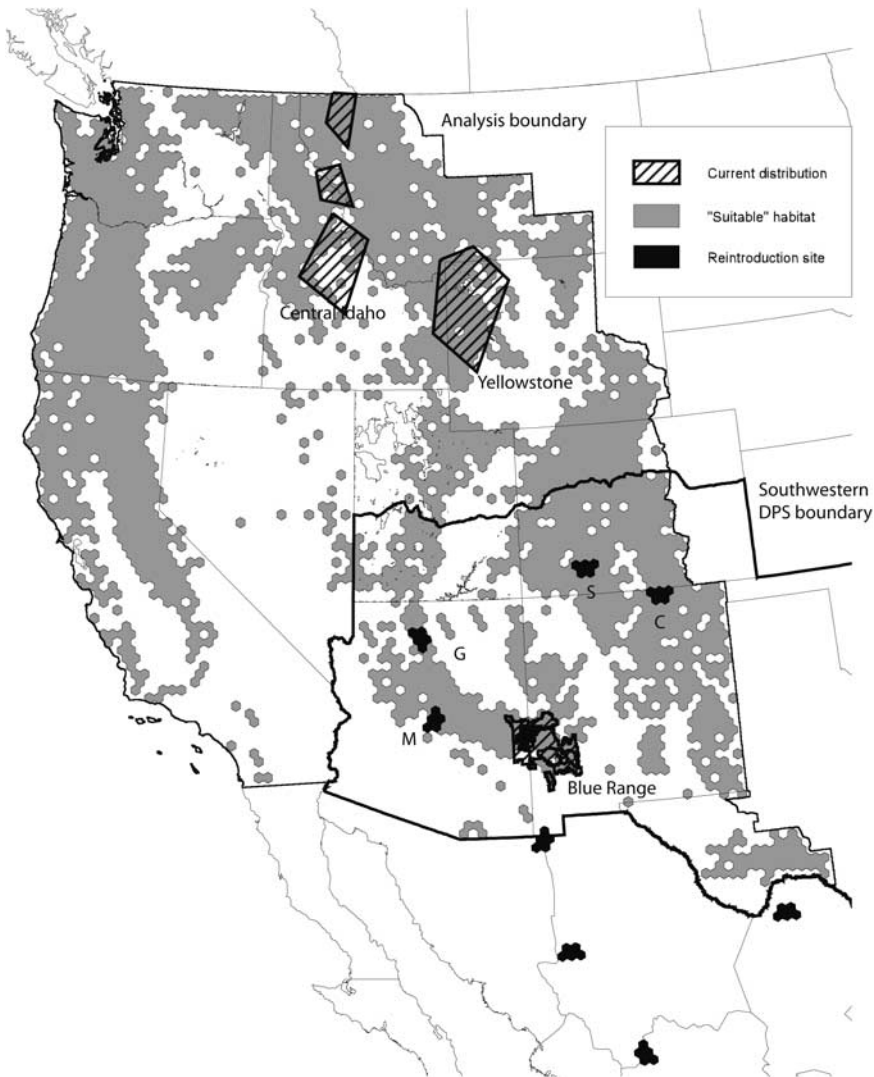 Analysis boundary
Current distribution
"Suitable" habitat
Reintroduction site
Central Idaho
Yellowstone
Southwestern
DPS boundary
S
C
G
M
Blue Range